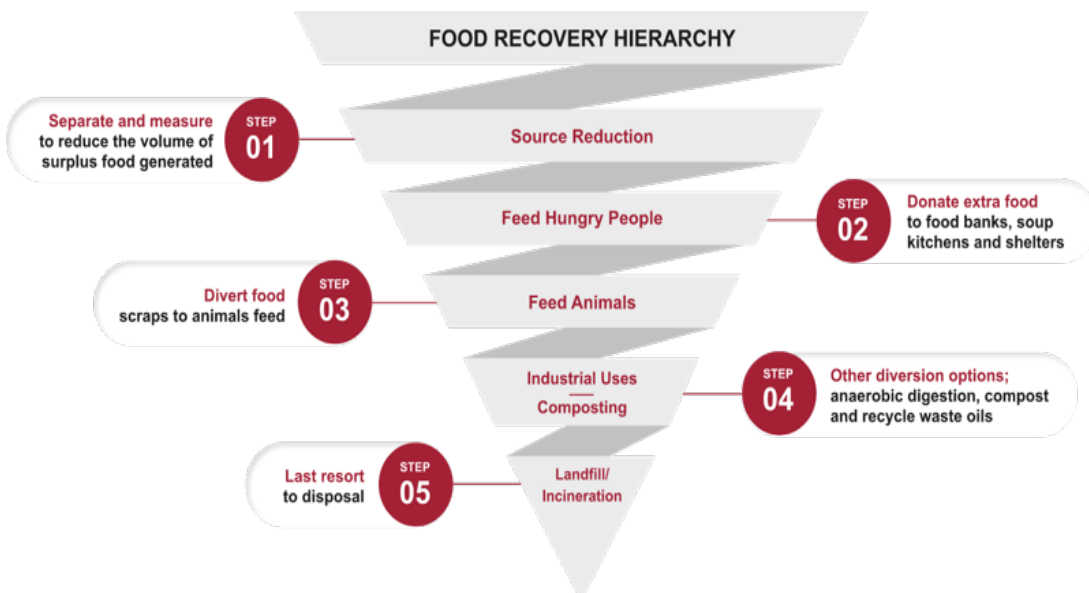 FOOD RECOVERY HIERARCHY
Separate and measure
to reduce the volume of
surplus food generated
STEP
01
Source Reduction
Feed Hungry People
STEP
02
Donate extra food
to food banks, soup
kitchens and shelters
Divert food
scraps to animals feed
STEP
03
Feed Animals
Industrial Uses
Composting
STEP
04
Other diversion options;
anaerobic digestion, compost
and recycle waste oils
Last resort
to disposal
STEP
05
Landfill/
Incineration